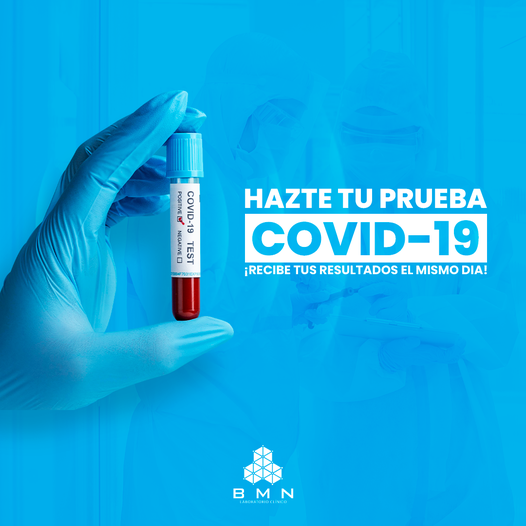 HAZTE TU PRUEBA
COVID-19
¡RECIBE TUS RESULTADOS EL MISMO DIA!
COVID-19 TEST
POSITIVE
NEGATIVE
BMN
LABORATORIO CLINICO